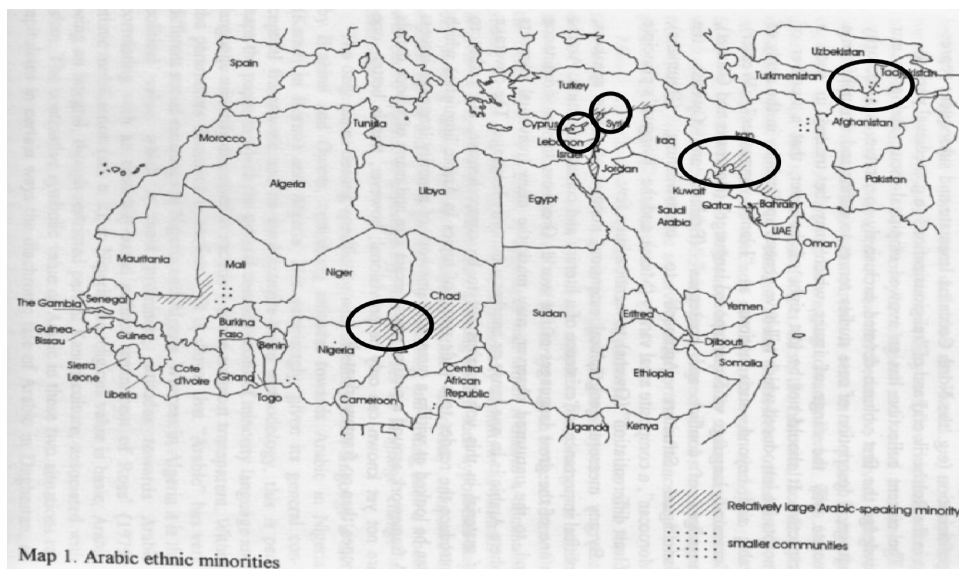 Spain
Uzbekistan
Turkmenistan
Tadjikistan
Turkey
Morocco
Tunisia
Cyprus
Syria
Lebanon
Israel
Iraq
Iran
Afghanistan
Jordan
Algeria
Libya
Egypt
Kuwait
Pakistan
Saudi
Arabia
Qatar
Bahrain
UAE
Oman
Mauritania
Mali
Niger
Chad
Sudan
Eritrea
Yemen
The Gambia
Senegal
Guinea-
Bissau
Guinea
Burkina
Faso
Benin
Nigeria
Djibouti
Somalia
Sierra
Leone
Liberia
Cote
d'Ivoire
Ghana
Togo
Cameroon
Central
African
Republic
Ethiopia
Uganda
Kenya
Relatively large Arabic-speaking minority
smaller communities
Map 1. Arabic ethnic minorities